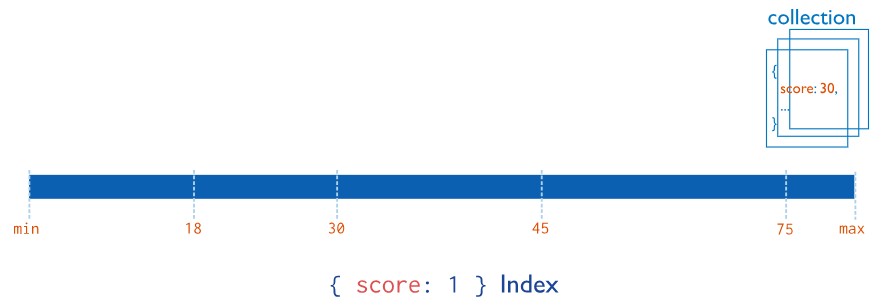 collection
{
score: 30,
...
}
min 18 30 45 75 max
{ score: 1 } Index